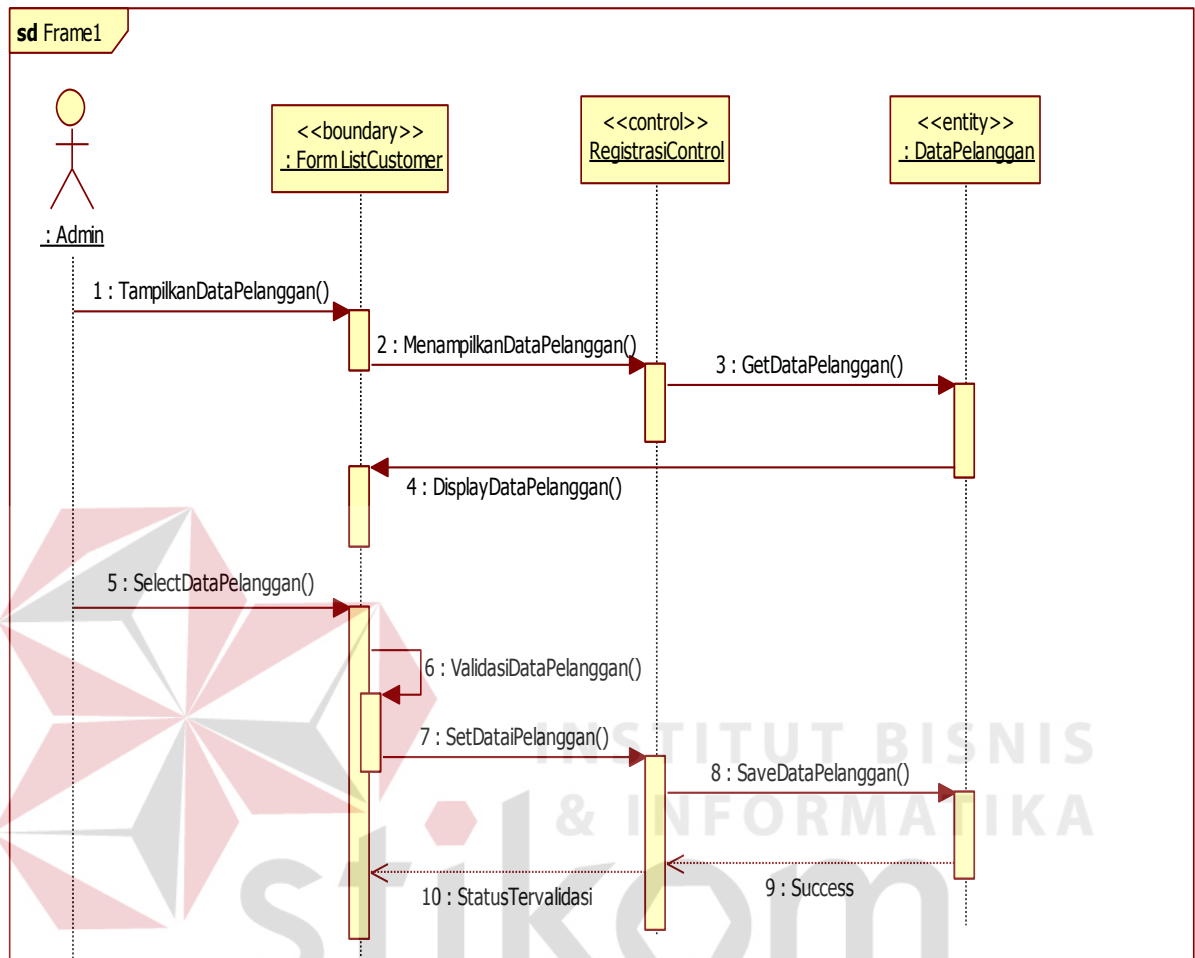 sd Frame1
<<boundary>>
: Form ListCustomer
<<control>>
RegistrasiControl
<<entity>>
: DataPelanggan
: Admin
1 : TampilkanDataPelanggan()
2 : MenampilkanDataPelanggan()
3 : GetDataPelanggan()
4 : DisplayDataPelanggan()
5 : SelectDataPelanggan()
6 : ValidasiDataPelanggan()
7 : SetDataiPelanggan()
INSTITUT BISNIS
8 : SaveDataPelanggan()
& INFORMATIKA
stikom
9 : Success
10 : StatusTervalidasi